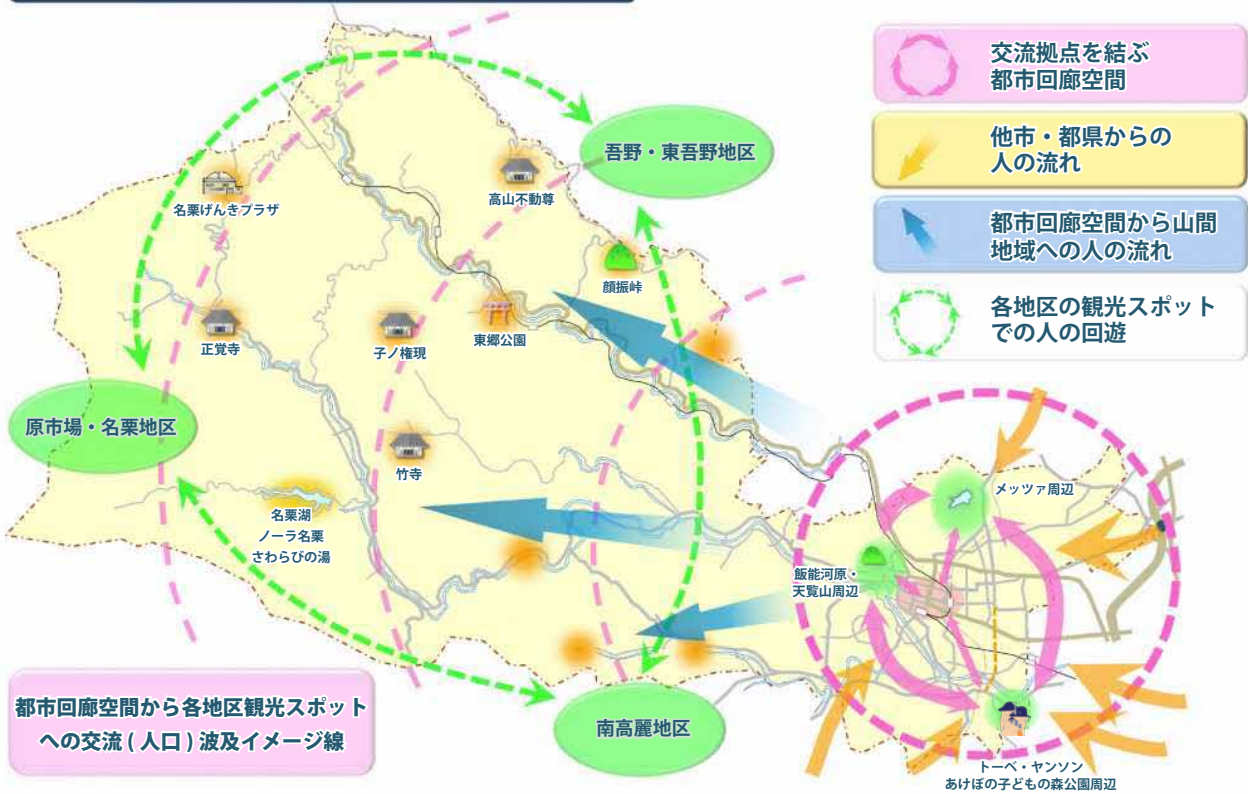 交流拠点を結ぶ
都市回廊空間
他市・都県からの
人の流れ
都市回廊空間から山間
地域への人の流れ
各地区の観光スポット
での人の回遊
吾野・東吾野地区
高山不動尊
名栗げんきプラザ
顔振峠
正覚寺
子ノ権現
東郷公園
原市場・名栗地区
竹寺
名栗湖
ノーラ名栗
さわらびの湯
メッツァ周辺
飯能河原・
天覧山周辺
南高麗地区
トーベ・ヤンソン
あけぼの子どもの森公園周辺
都市回廊空間から各地区観光スポット
への交流(人口)波及イメージ線